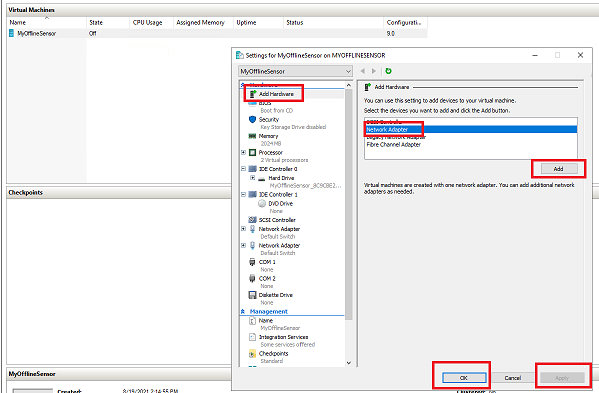 Virtual Machines
Name State CPU Usage Assigned Memory Uptime Status Configurati...
MyOfflineSensor Off 9.0
Settings for MyOfflineSensor on MYOFFLINESENSOR
MyOfflineSensor
Hardware
Add Hardware
BIOS
Boot from CD
Security
Key Storage Drive disabled
Memory
2024 MB
Processor
2 Virtual processors
IDE Controller 0
Hard Drive
MyOfflineSensor_8C9CBE2...
IDE Controller 1
DVD Drive
None
SCSI Controller
Network Adapter
Default Switch
Network Adapter
Default Switch
COM 1
None
COM 2
None
Diskette Drive
None
Management
Name
MyOfflineSensor
Integration Services
Some services offered
Checkpoints
Standard
Add Hardware
You can use this setting to add devices to your virtual machine.
Select the devices you want to add and click the Add button.
SCSI Controller
Network Adapter
Legacy Network Adapter
Fibre Channel Adapter
Add
Virtual machines are created with one network adapter. You can add additional network
adapters as needed.
OK Cancel Apply
Checkpoints
MyOfflineSensor
Created: 8/19/2021 2:14:55 PM